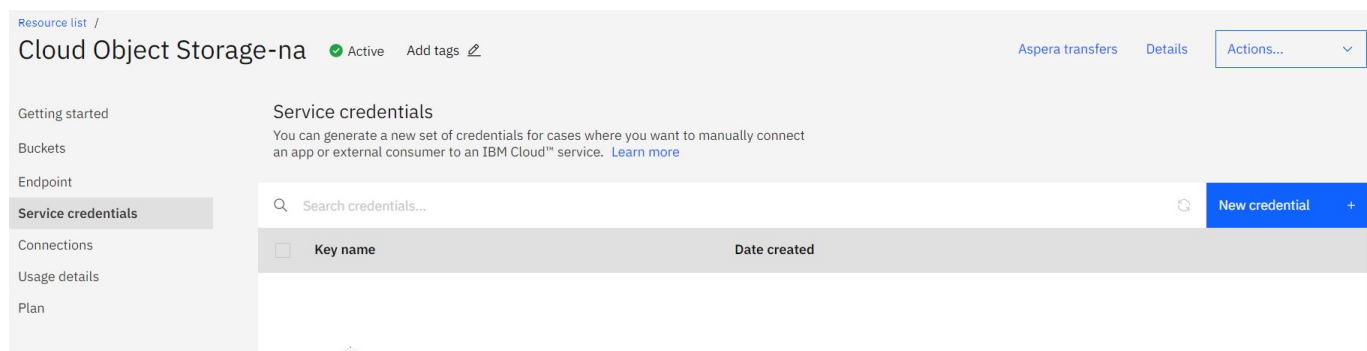 Resource list /
Cloud Object Storage-na Active Add tags Aspera transfers Details Actions...
Getting started
Buckets
Endpoint
Service credentials
Connections
Usage details
Plan
Service credentials
You can generate a new set of credentials for cases where you want to manually connect
an app or external consumer to an IBM Cloud™ service. Learn more
Search credentials... New credential +
Key name Date created